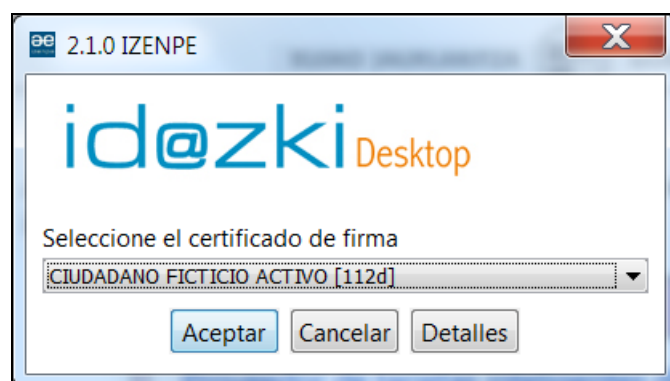 2.1.0 IZENPE
id@zki Desktop
Seleccione el certificado de firma
CIUDADANO FICTICIO ACTIVO [112d]
Aceptar Cancelar Detalles